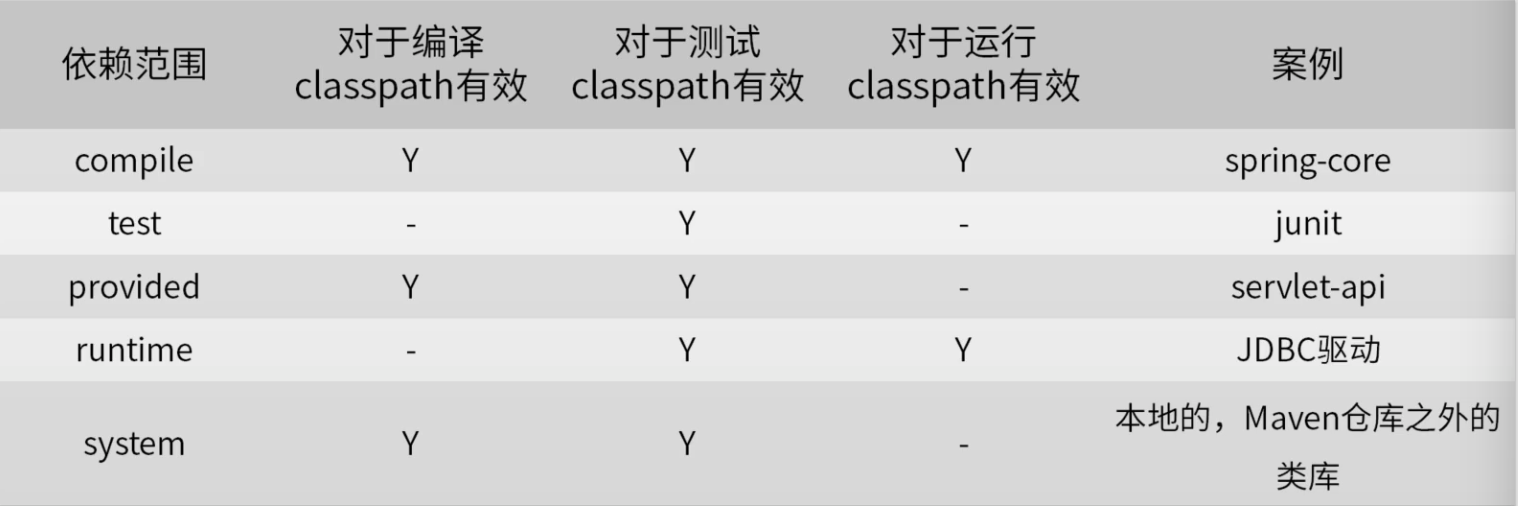 依赖范围 对于编译 对于测试 对于运行 案例
classpath有效 classpath有效 classpath有效
compile Y Y Y spring-core
test - Y - junit
provided Y Y - servlet-api
runtime - Y Y JDBC驱动
system Y Y - 本地的，Maven仓库之外的
类库